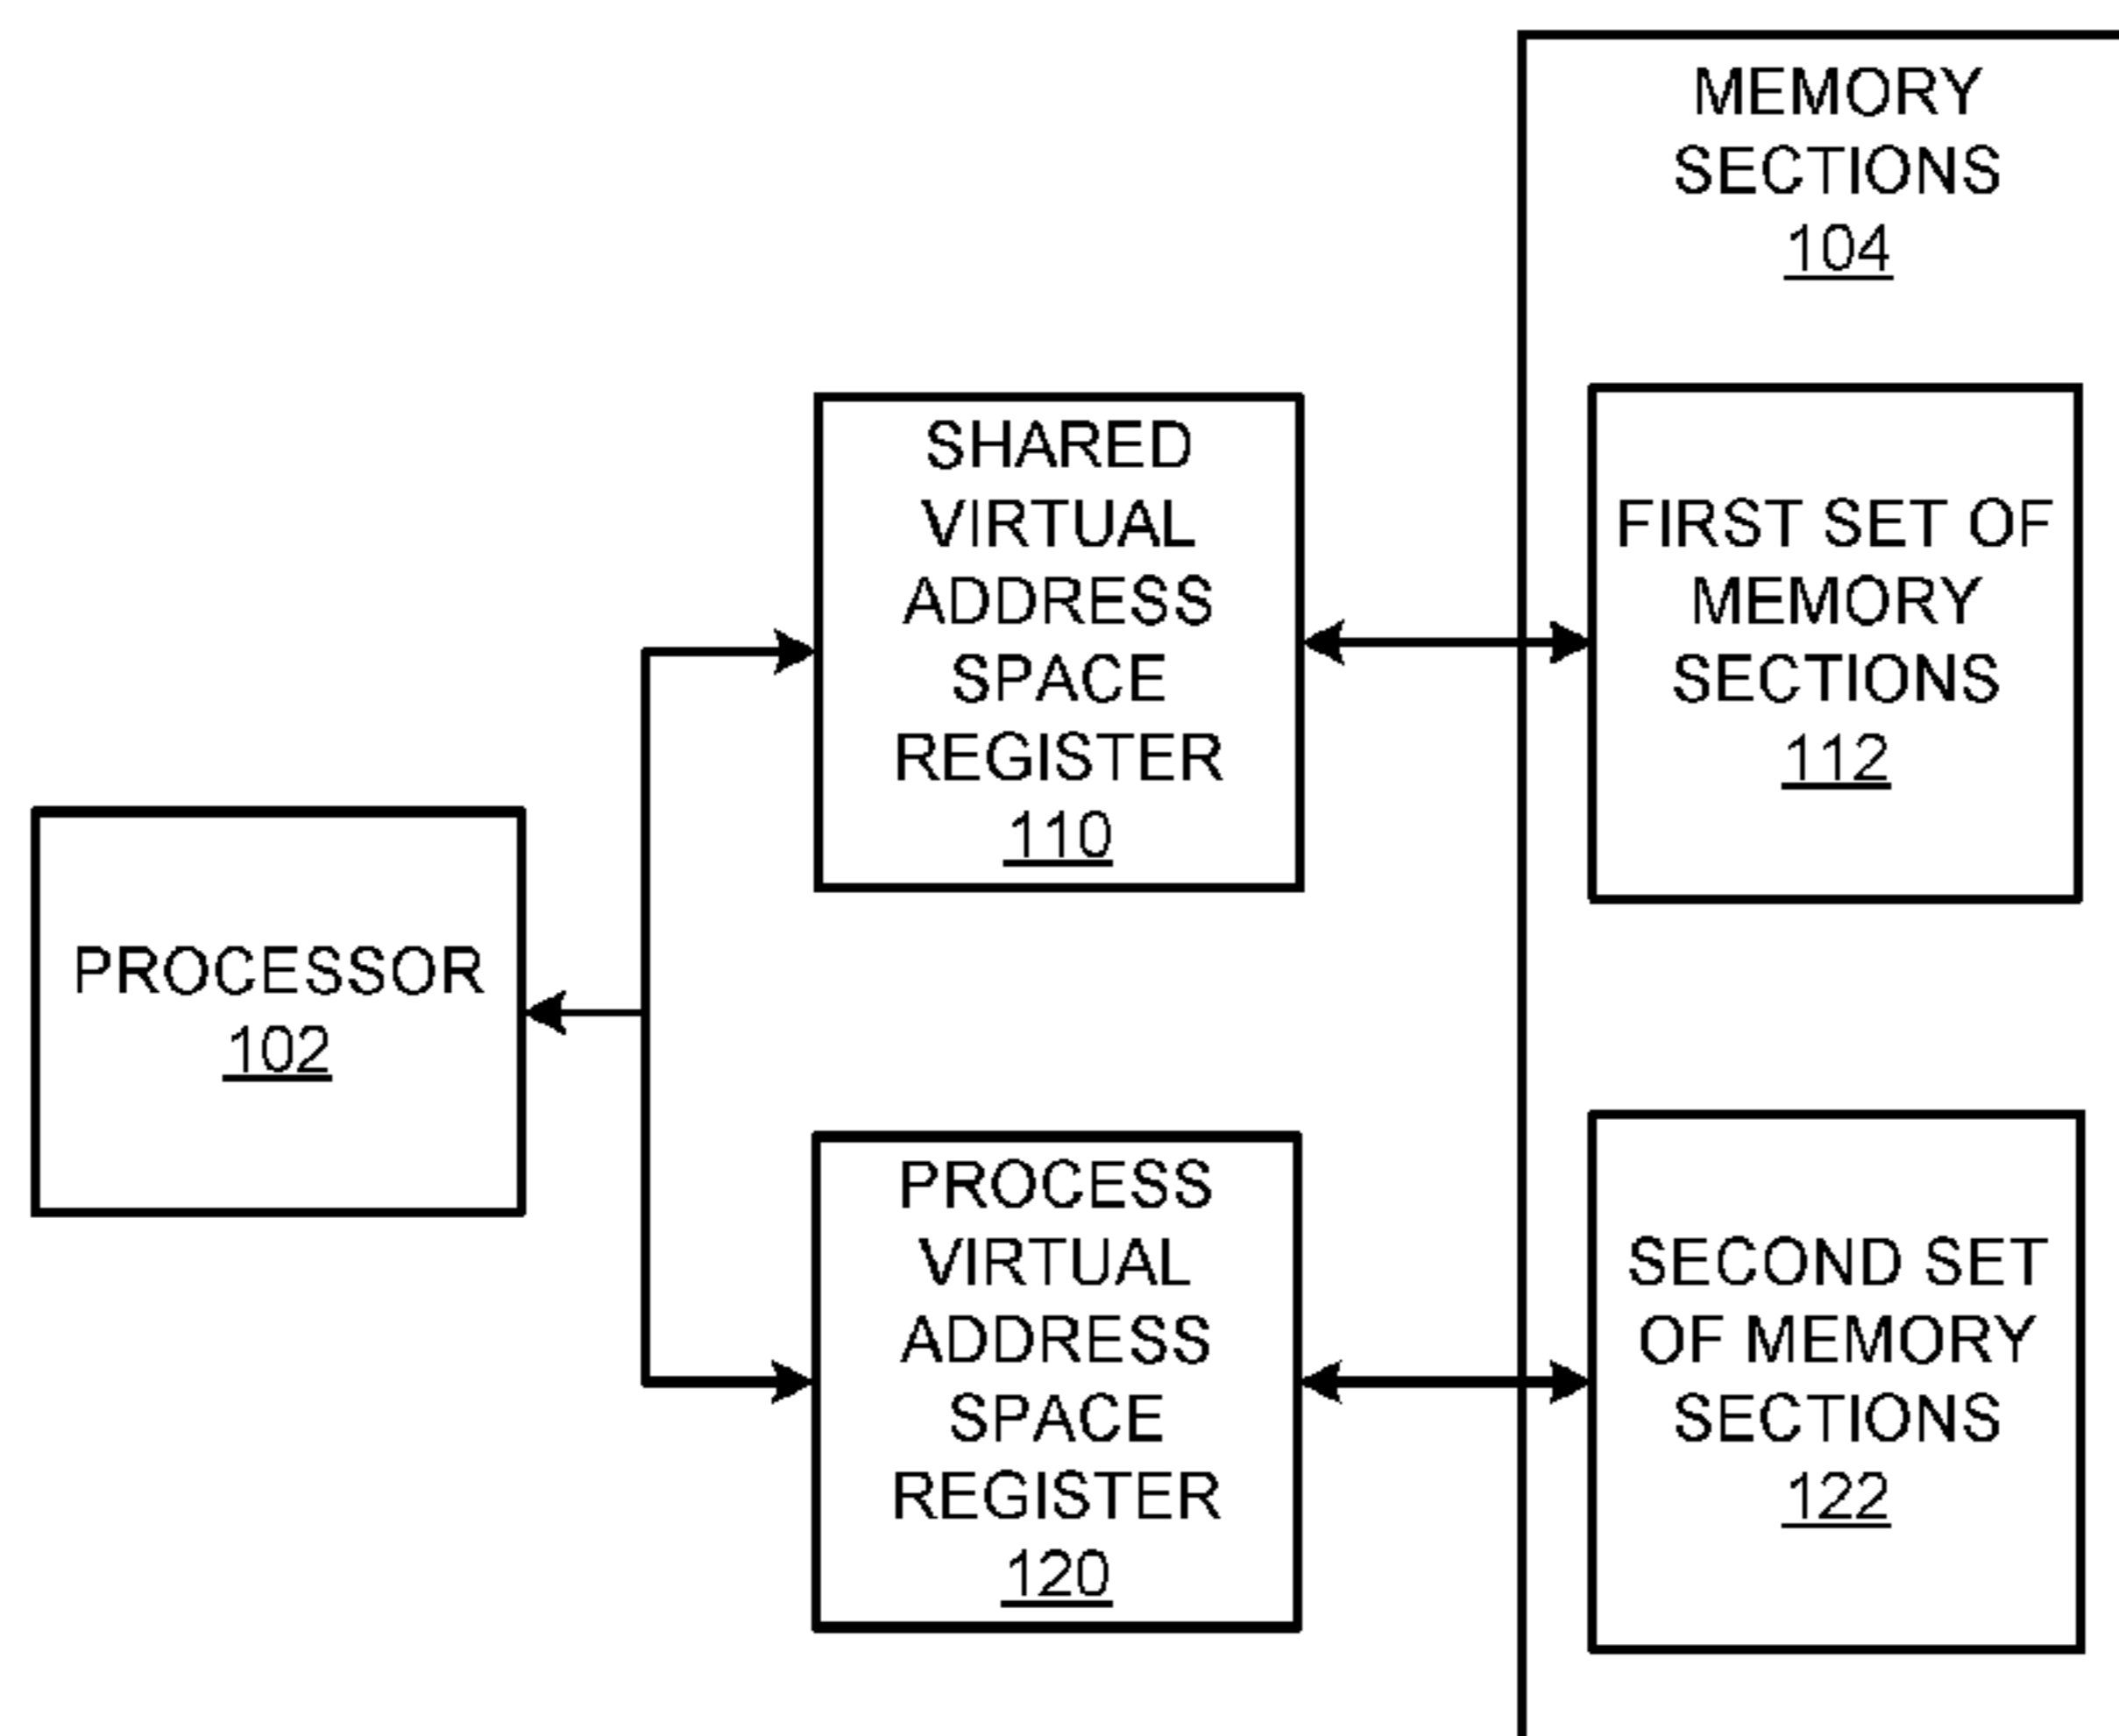 MEMORY
SECTIONS
104
SHARED
VIRTUAL
ADDRESS
SPACE
REGISTER
110
FIRST SET OF
MEMORY
SECTIONS
112
PROCESSOR
102
PROCESS
VIRTUAL
ADDRESS
SPACE
REGISTER
120
SECOND SET
OF MEMORY
SECTIONS
122